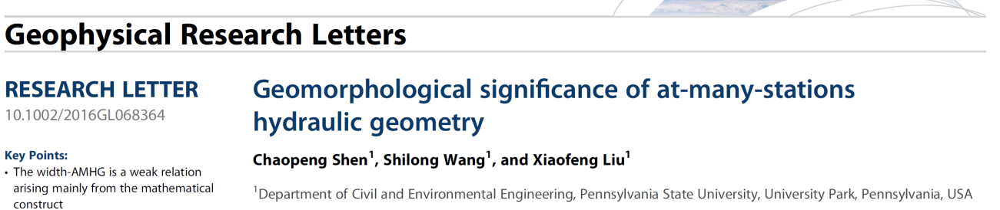 Geophysical Research Letters
RESEARCH LETTER
10.1002/2016GL068364
Key Points:
• The width-AMHG is a weak relation
arising mainly from the mathematical
construct
Geomorphological significance of at-many-stations
hydraulic geometry
Chaopeng Shen1, Shilong Wang1, and Xiaofeng Liu1
1Department of Civil and Environmental Engineering, Pennsylvania State University, University Park, Pennsylvania, USA